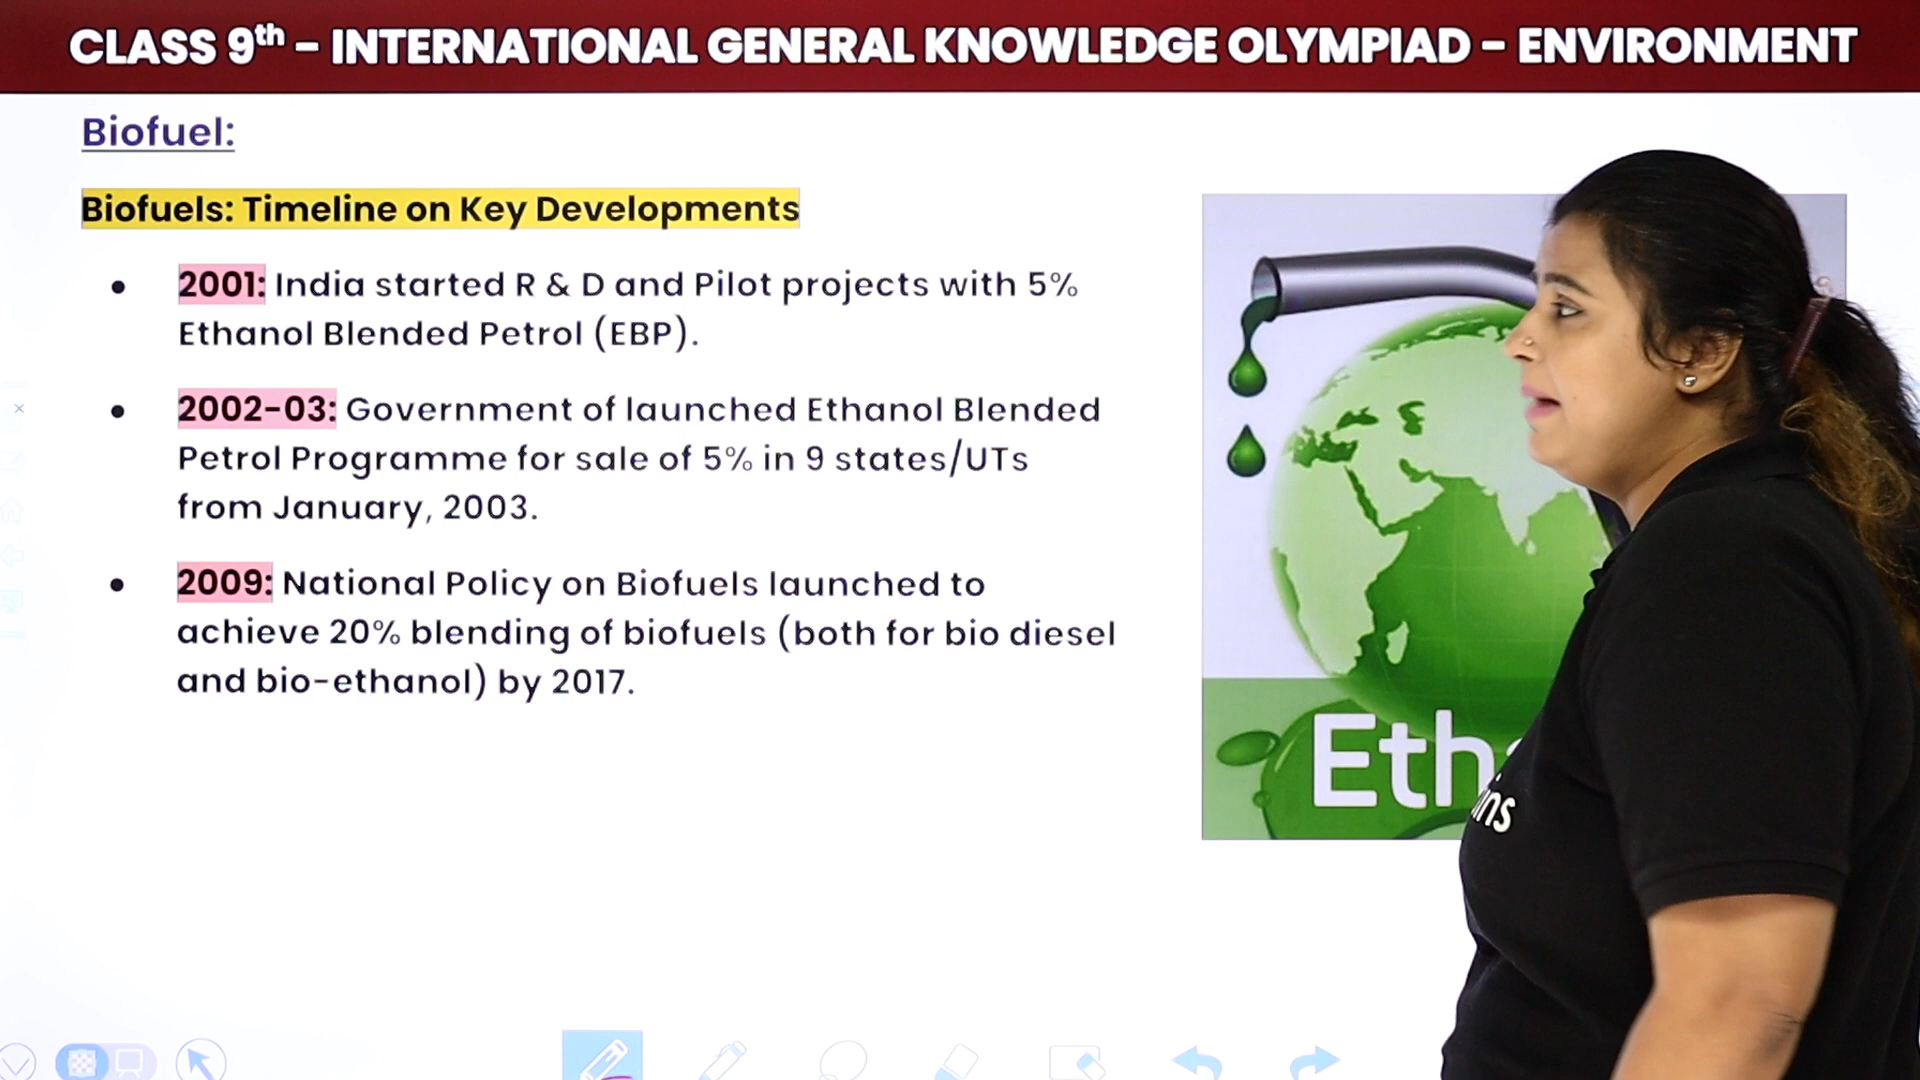 CLASS 9th – INTERNATIONAL GENERAL KNOWLEDGE OLYMPIAD – ENVIRONMENT
Biofuel:
Biofuels: Timeline on Key Developments
• 2001: India started R & D and Pilot projects with 5%
Ethanol Blended Petrol (EBP).
• 2002-03: Government of launched Ethanol Blended
Petrol Programme for sale of 5% in 9 states/UTs
from January, 2003.
• 2009: National Policy on Biofuels launched to
achieve 20% blending of biofuels (both for bio diesel
and bio-ethanol) by 2017.